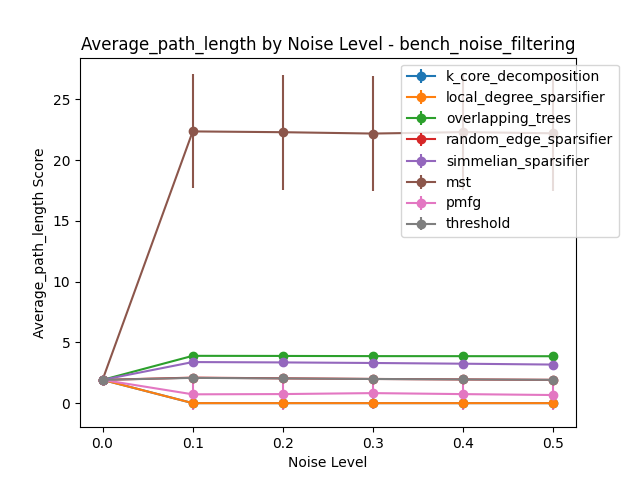 Average_path_length by Noise Level - bench_noise_filtering
Average_path_length Score
25
20
15
10
5
0
k_core_decomposition
local_degree_sparsifier
overlapping_trees
random_edge_sparsifier
simmelian_sparsifier
mst
pmfg
threshold
0.0 0.1 0.2 0.3 0.4 0.5
Noise Level